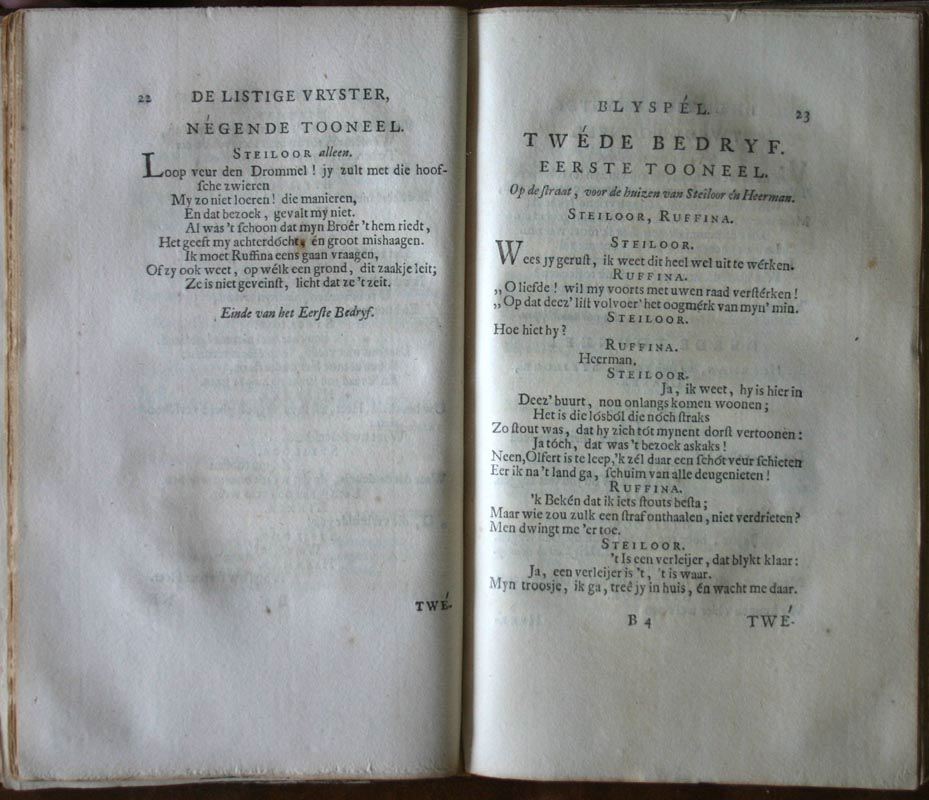 22 DE LISTIGE VRYSTER,
NÉGENDE TOONEEL.
STEILOOR alleen.
Loop veur den Drommel! jy zult met die hoof-
sche zwieren
My zo niet loeren! die manieren,
En dat bezoek, gevalt my niet.
Al was 't schoon dat myn Broêr 't hem riedt,
Het geeft my achterdócht, én groot mishaagen.
Ik moet Ruffina eens gaan vraagen,
Of zy ook weet, op wélk een grond, dit zaakje leit;
Ze is niet geveinst, licht dat ze 't zeit.
Einde van het Eerste Bedryf.
TWÉ-
BLYSPÉL. 23
TWÉDE BEDRYF.
EERSTE TOONEEL.
Op de straat, voor de huizen van Steiloor én Heerman.
STEILOOR, RUFFINA.
STEILOOR.
Wees jy gerust, ik weet dit heel wel uit te wérken.
RUFFINA.
„O liefde! wil my voorts met uwen raad verstérken!
„Op dat deez' list volvoer' het oogmérk van myn' min.
STEILOOR.
Hoe hiet hy?
RUFFINA.
Heerman.
STEILOOR.
Ja, ik weet, hy is hier in
Deez' buurt, non onlangs komen woonen;
Het is die lósból die nóch straks
Zo stout was, dat hy zich tót mynent dorst vertoonen:
Ja tóch, dat was 't bezoek askaks!
Neen, Olfert is te leep, 'k zél daar een schót veur schieten
Eer ik na 't land ga, schuim van alle deugenieten!
RUFFINA.
'k Bekén dat ik iets stouts besta;
Maar wie zou zulk een straf onthaalen, niet verdrieten?
Men dwingt me 'er toe.
STEILOOR.
't Is een verleijer, dat blykt klaar:
Ja, een verleijer is 't, 't is waar.
Myn troosje, ik ga, treê jy in huis, én wacht me daar.
B 4 TWÉ-